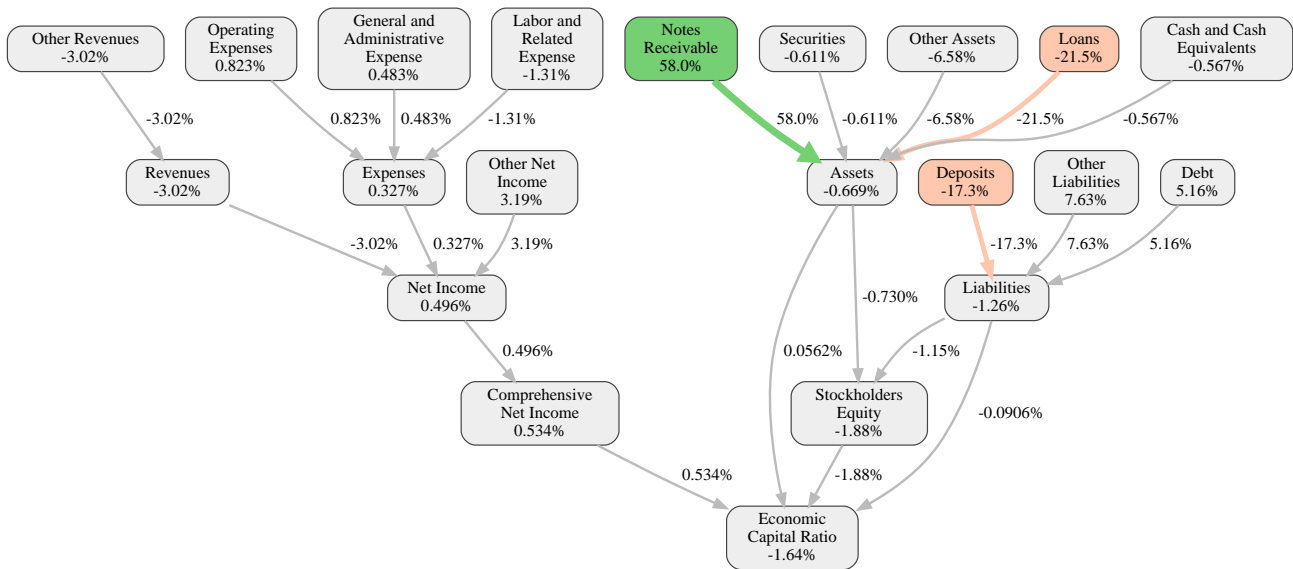 Other Revenues
-3.02%
Operating
Expenses
0.823%
General and
Administrative
Expense
0.483%
Labor and
Related
Expense
-1.31%
Notes
Receivable
58.0%
Securities
-0.611%
Other Assets
-6.58%
Loans
-21.5%
Cash and Cash
Equivalents
-0.567%
-3.02%
0.823%
0.483%
-1.31%
58.0%
-0.611%
-6.58%
-21.5%
-0.567%
Revenues
-3.02%
Expenses
0.327%
Other Net
Income
3.19%
Assets
-0.669%
Deposits
-17.3%
Other
Liabilities
7.63%
Debt
5.16%
-3.02%
0.327%
3.19%
-17.3%
7.63%
5.16%
Net Income
0.496%
-0.730%
Liabilities
-1.26%
0.496%
0.0562%
-1.15%
Comprehensive
Net Income
0.534%
Stockholders
Equity
-1.88%
-0.0906%
0.534%
-1.88%
Economic
Capital Ratio
-1.64%